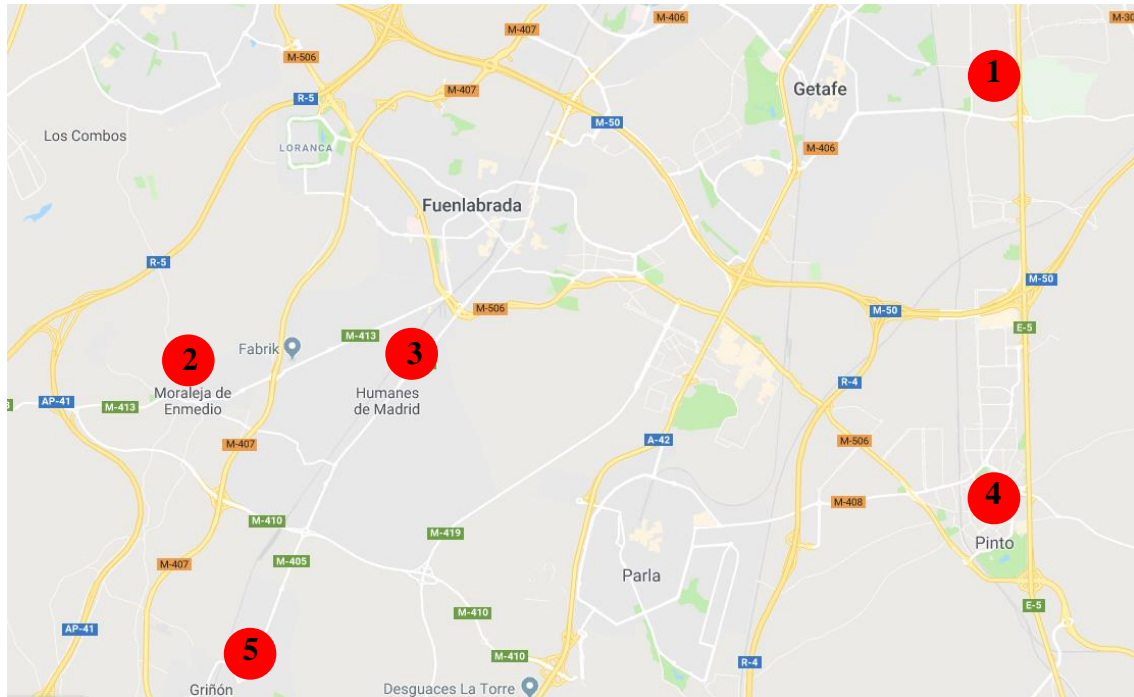 M-407
M-406
M-30
M-506
1
Getafe
R-5
M-407
Los Combos
M-50
LORANCA
M-406
Fuenlabrada
R-5
M-50
M-506
M-50
E-5
2
Fabrik
M-413
3
Moraleja de
Enmedio
Humanes
de Madrid
R-4
AP-41
M-413
3
M-407
A-42
M-506
4
M-408
M-410
M-419
Pinto
M-407
M-405
Parla
E-5
M-410
AP-41
5
M-410
R-4
Griñón
Desguaces La Torre